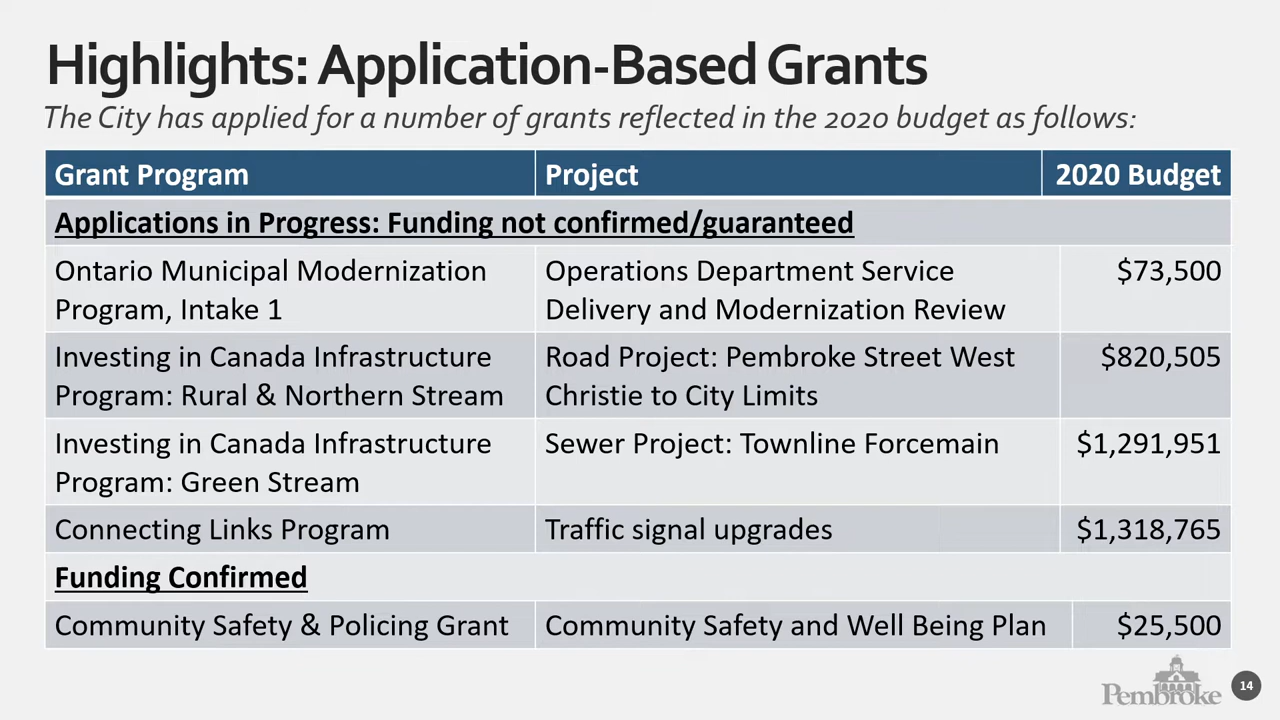 Highlights: Application-Based Grants
The City has applied for a number of grants reflected in the 2020 budget as follows:
Grant Program Project 2020 Budget
Applications in Progress: Funding not confirmed/guaranteed
Ontario Municipal Modernization Operations Department Service $73,500
Program, Intake 1 Delivery and Modernization Review
Investing in Canada Infrastructure Road Project: Pembroke Street West $820,505
Program: Rural & Northern Stream Christie to City Limits
Investing in Canada Infrastructure Sewer Project: Townline Forcemain $1,291,951
Program: Green Stream
Connecting Links Program Traffic signal upgrades $1,318,765
Funding Confirmed
Community Safety & Policing Grant Community Safety and Well Being Plan $25,500
Pembroke 14